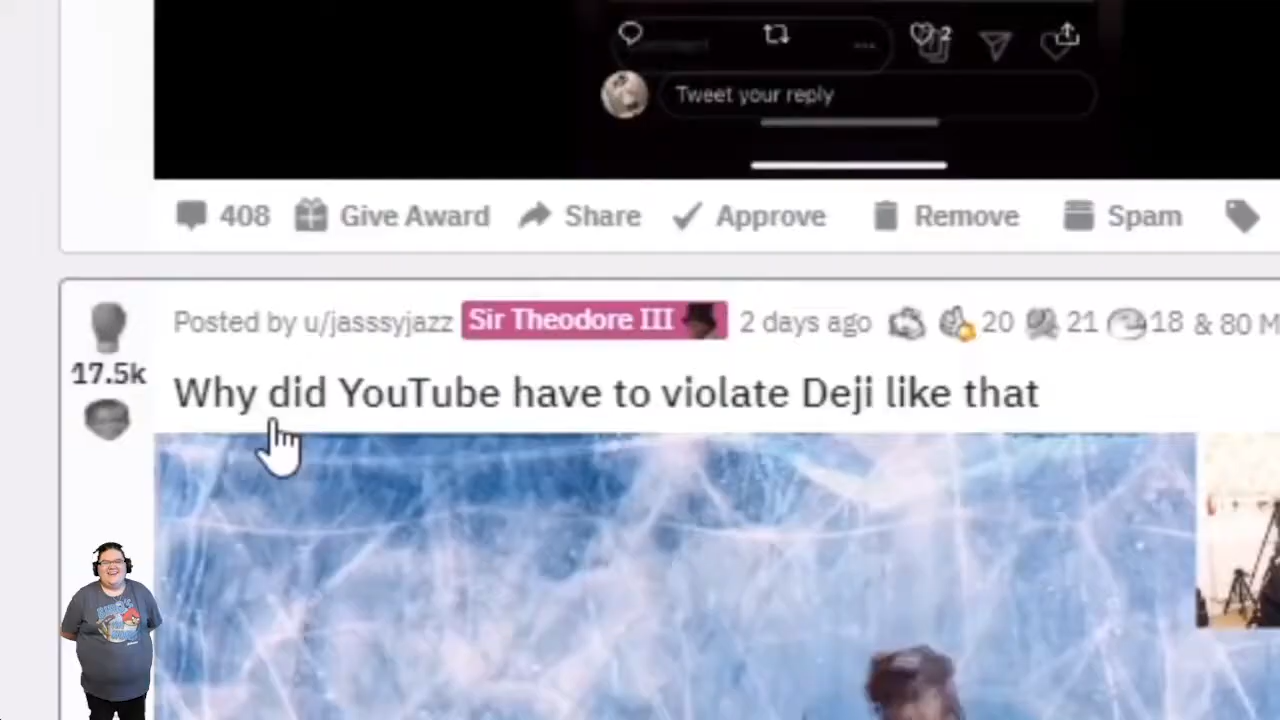 2
Tweet your reply
408 Give Award Share Approve Remove Spam
Posted by u/jasssyjazz Sir Theodore III 2 days ago 20 21 18 & 80 M
17.5k
Why did YouTube have to violate Deji like that